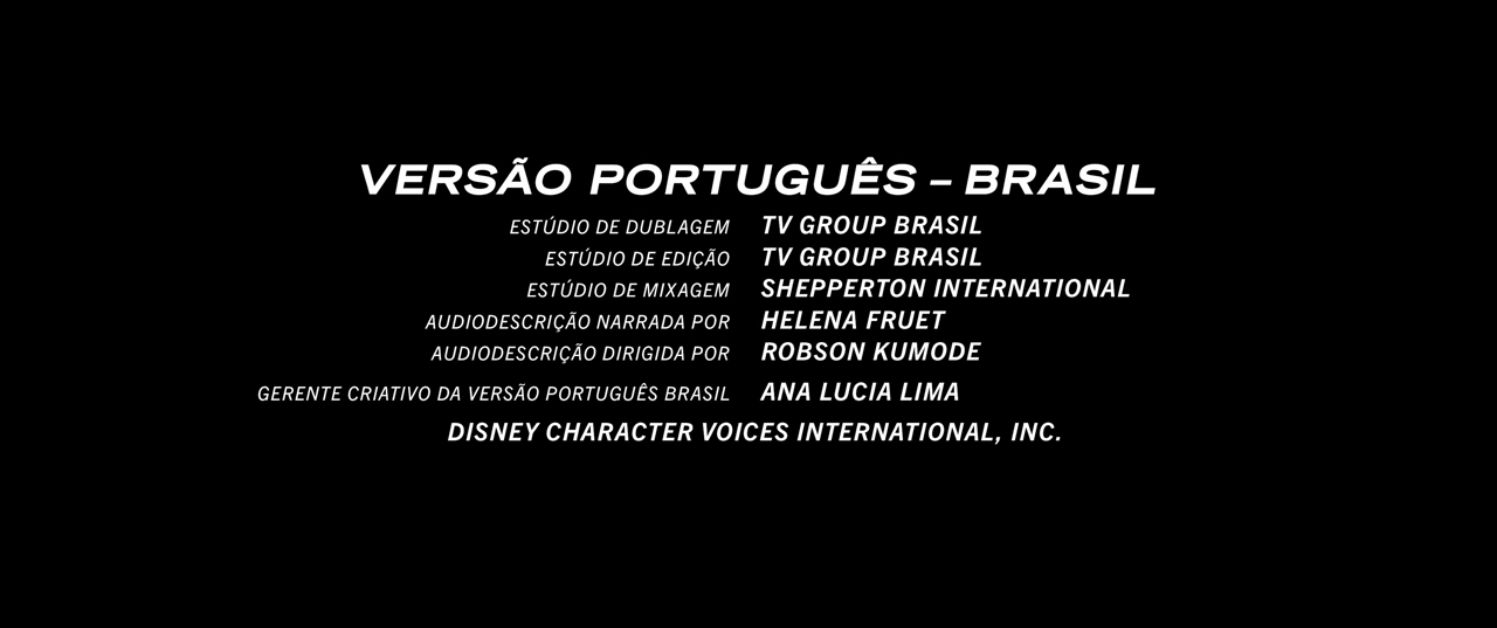 VERSÃO PORTUGUÊS – BRASIL
ESTÚDIO DE DUBLAGEM TV GROUP BRASIL
ESTÚDIO DE EDIÇÃO TV GROUP BRASIL
ESTÚDIO DE MIXAGEM SHEPPERTON INTERNATIONAL
AUDIODESCRIÇÃO NARRADA POR HELENA FRUET
AUDIODESCRIÇÃO DIRIGIDA POR ROBSON KUMODE
GERENTE CRIATIVO DA VERSÃO PORTUGUÊS BRASIL ANA LUCIA LIMA
DISNEY CHARACTER VOICES INTERNATIONAL, INC.